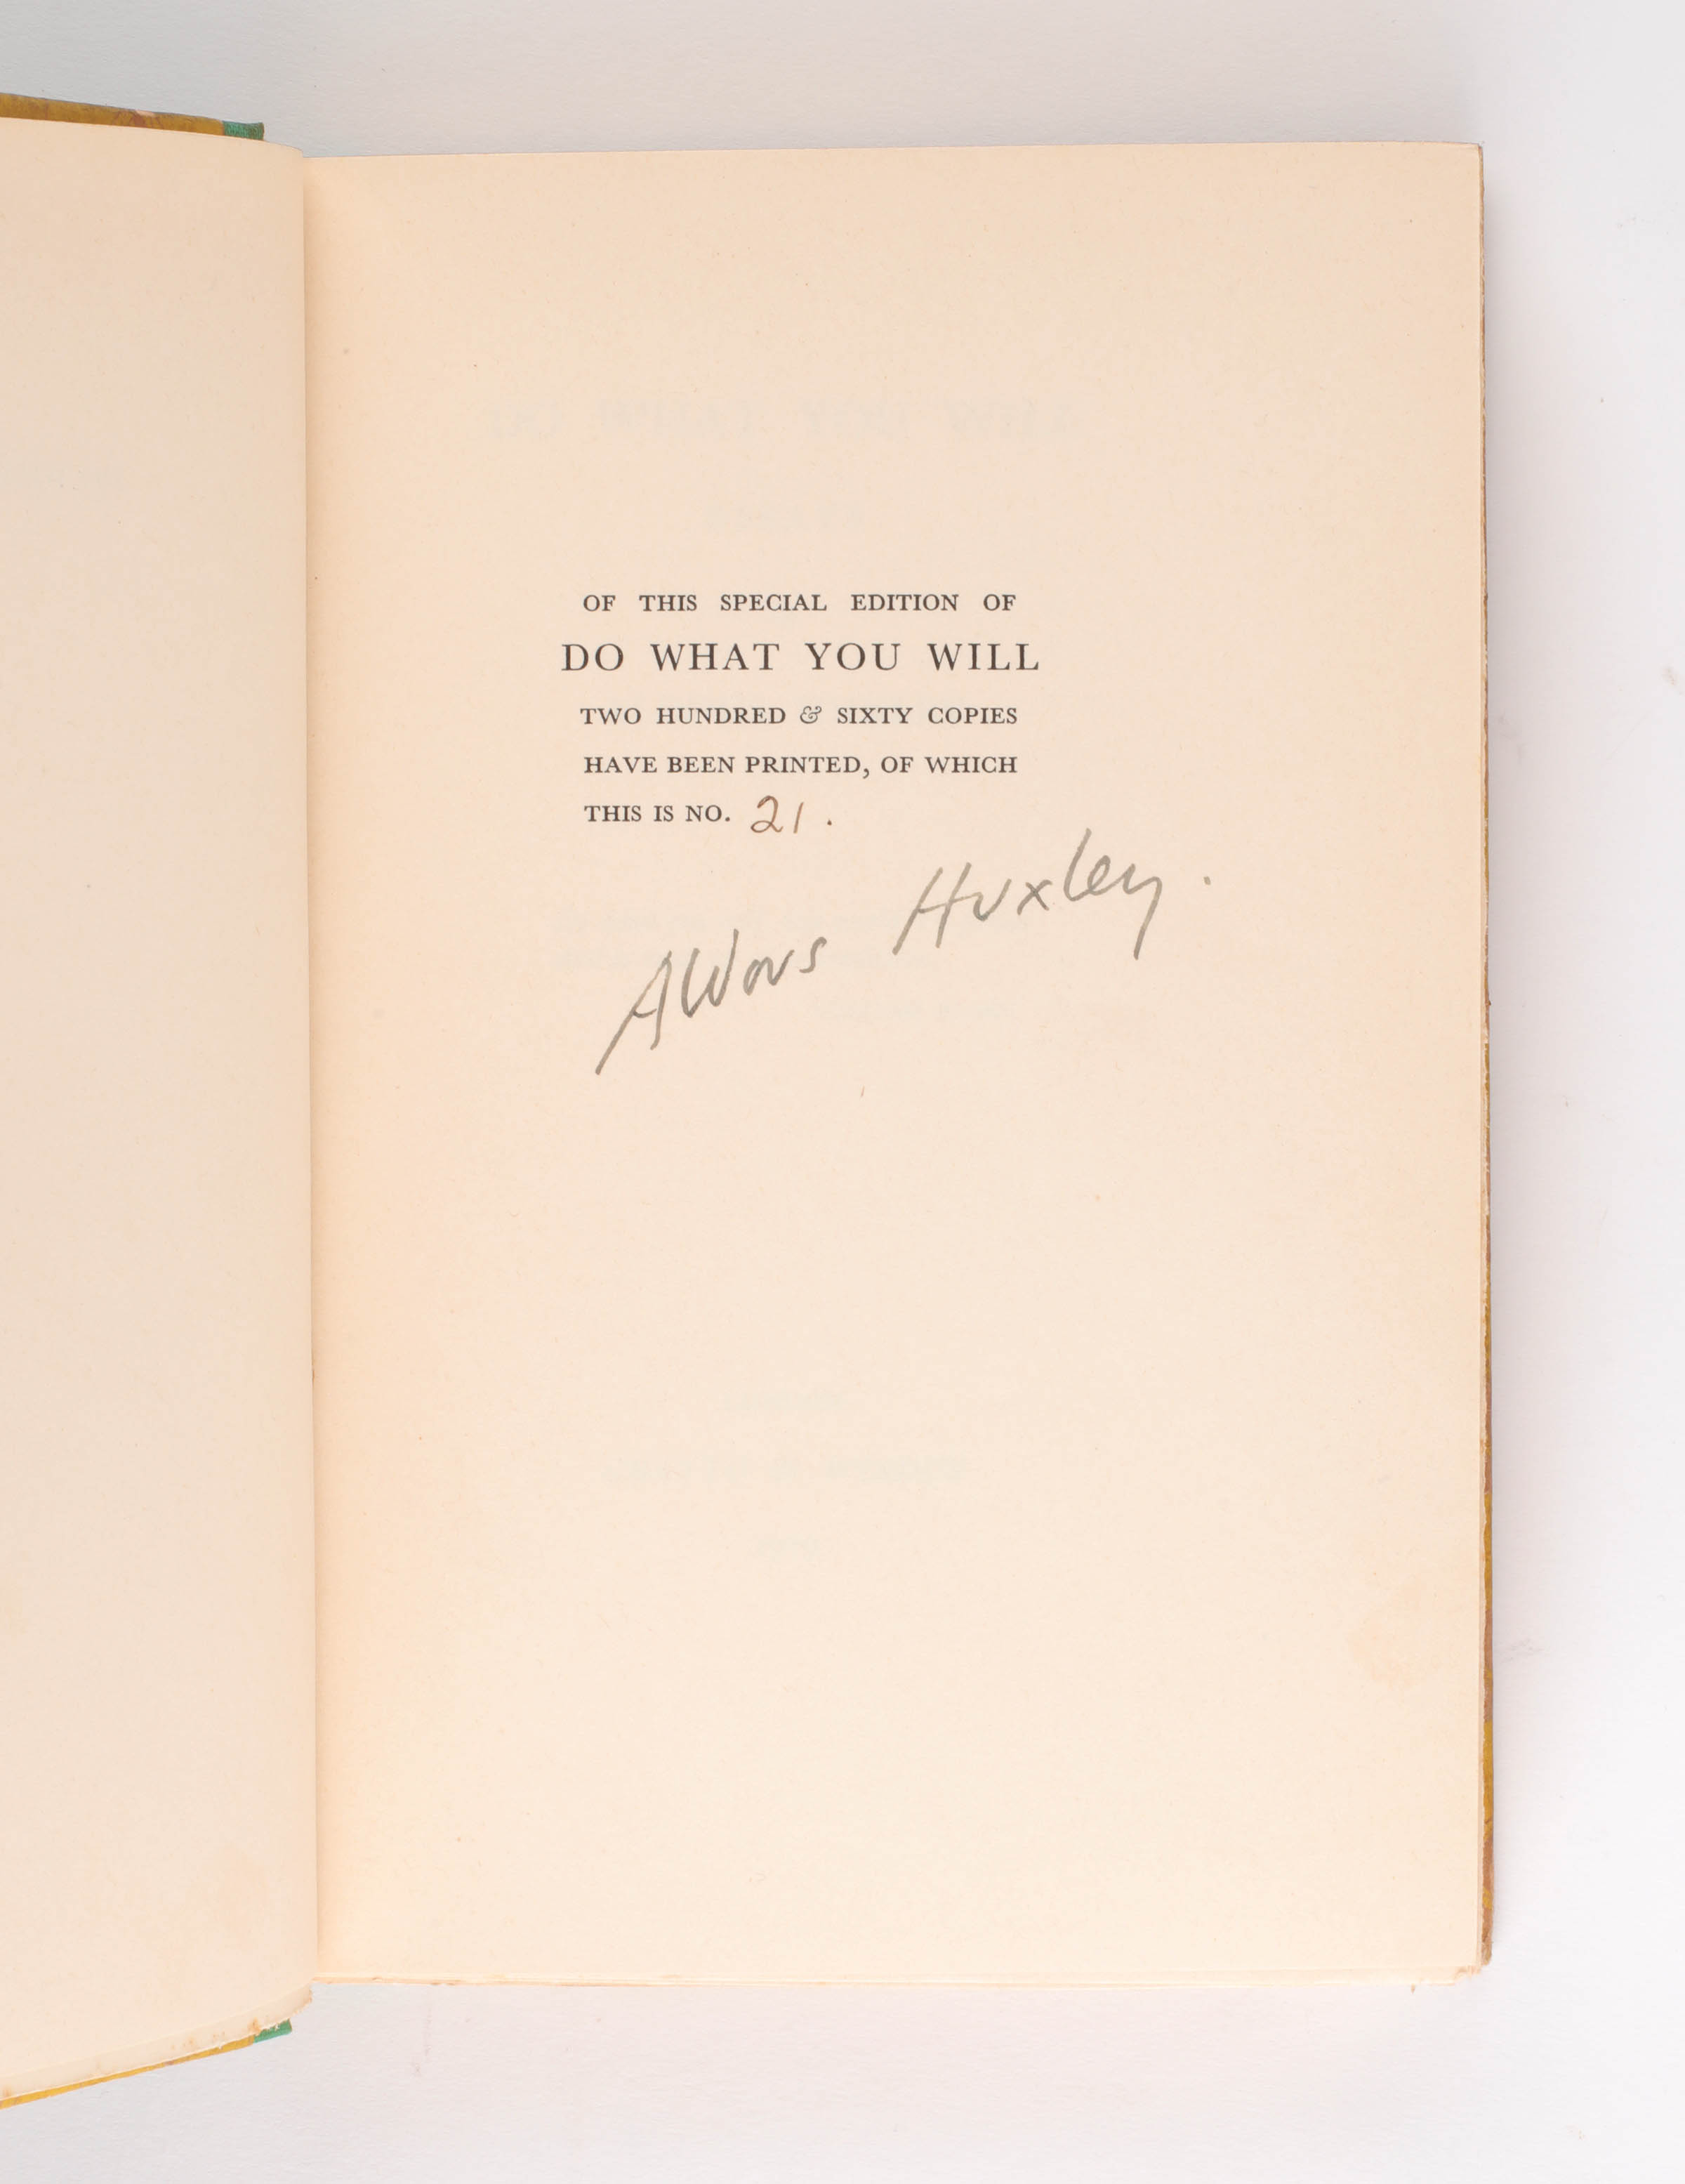 OF THIS SPECIAL EDITION OF
DO WHAT YOU WILL
TWO HUNDRED & SIXTY COPIES
HAVE BEEN PRINTED, OF WHICH
THIS IS NO. 21.
Aldous Huxley.